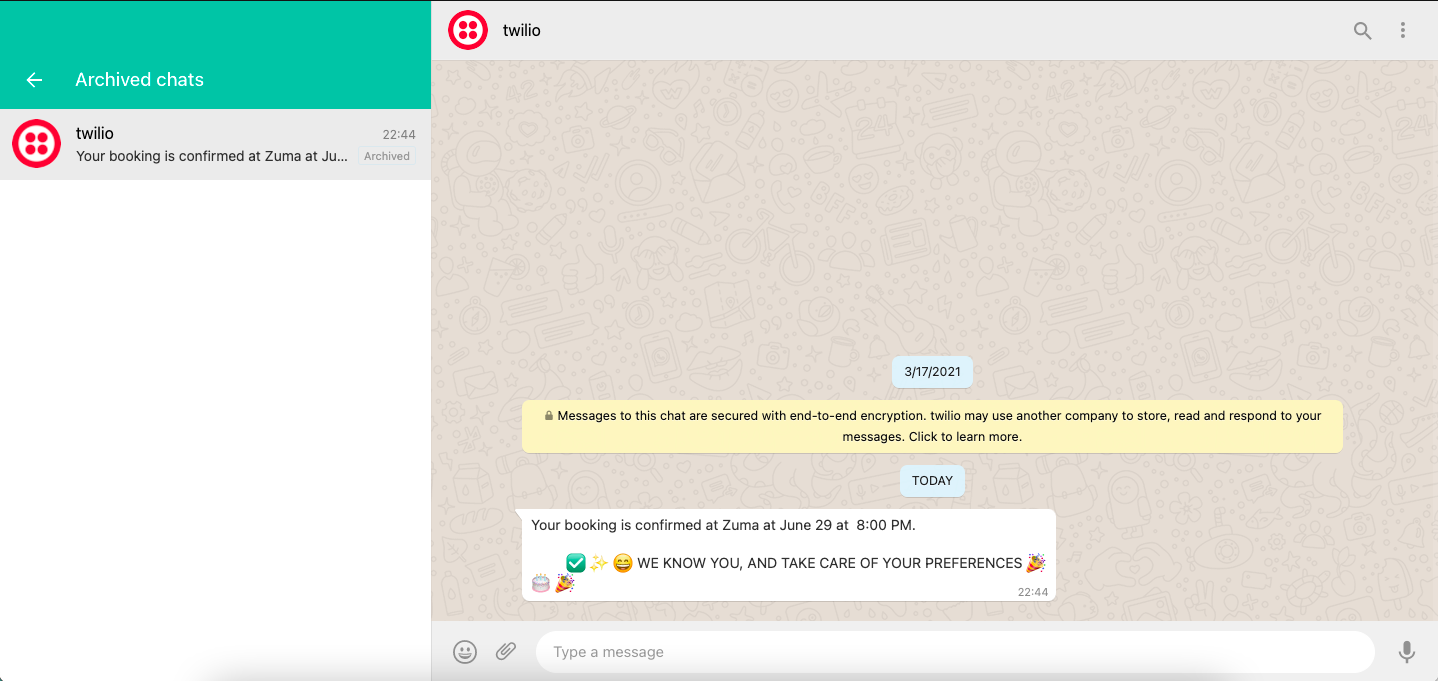 Archived chats
twilio
22:44
Your booking is confirmed at Zuma at Ju...
Archived
twilio
3/17/2021
Messages to this chat are secured with end-to-end encryption. twilio may use another company to store, read and respond to your
messages. Click to learn more.
TODAY
Your booking is confirmed at Zuma at June 29 at  8:00 PM.
✅ ✨ 😄 WE KNOW YOU, AND TAKE CARE OF YOUR PREFERENCES 🎉
🎂 🎉
22:44
Type a message